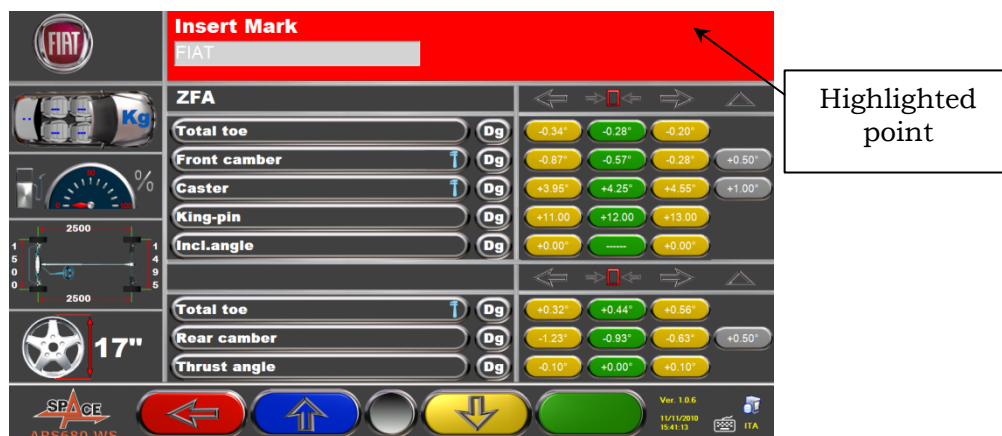 FIAT
Insert Mark
FIAT
Highlighted
point
ZFA
Kg
Total toe Dg -0.34° -0.28° -0.20°
Front camber Dg -0.87° -0.57° -0.28° +0.50°
Caster Dg +3.95° +4.25° +4.55° +1.00°
King-pin Dg +11.00 +12.00 +13.00
Incl.angle Dg +0.00° ------ +0.00°
%
2500
1500
1495
2500
Total toe Dg +0.32° +0.44° +0.56°
Rear camber Dg -1.23° -0.93° -0.63° +0.50°
Thrust angle Dg -0.10° +0.00° +0.10°
17"
SPACE
ARS680 WS
Ver. 1.0.6
11/11/2010
15:41:13
ITA